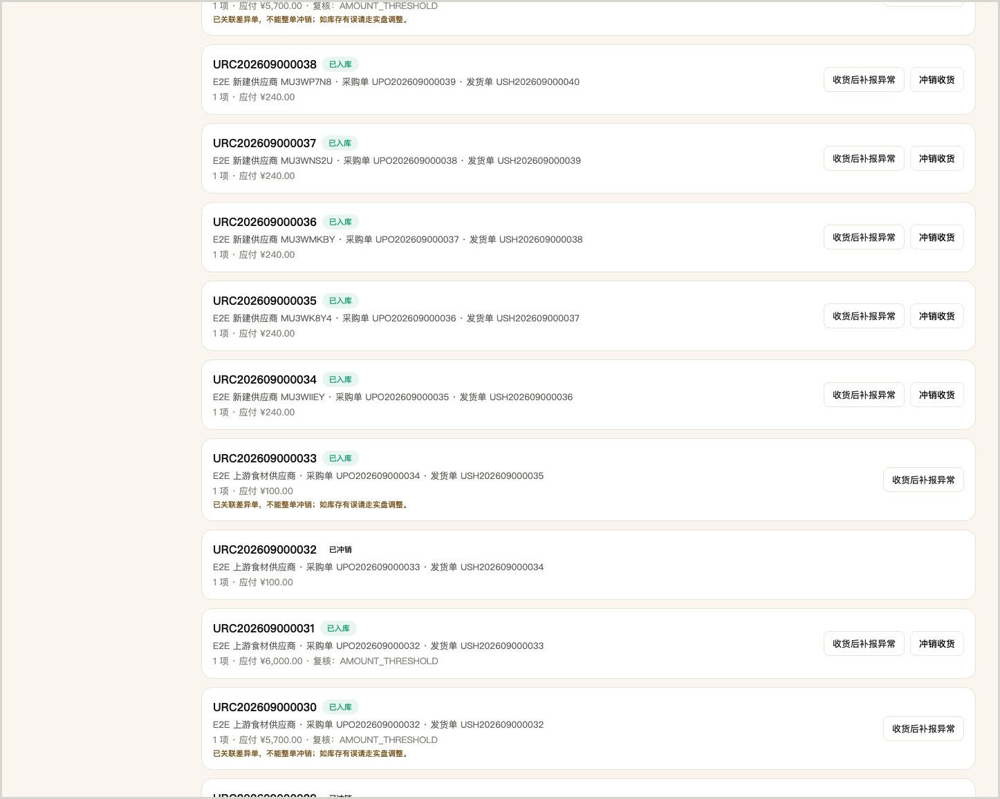 1 项 · 应付 ¥5,700.00 · 复核：AMOUNT_THRESHOLD
已关联差异单，不能整单冲销；如库存有误请走实盘调整。
URC202609000038 已入库
E2E 新建供应商 MU3WP7N8 · 采购单 UPO202609000039 · 发货单 USH202609000040
1 项 · 应付 ¥240.00
收货后补报异常 冲销收货
URC202609000037 已入库
E2E 新建供应商 MU3WNS2U · 采购单 UPO202609000038 · 发货单 USH202609000039
1 项 · 应付 ¥240.00
收货后补报异常 冲销收货
URC202609000036 已入库
E2E 新建供应商 MU3WMKBY · 采购单 UPO202609000037 · 发货单 USH202609000038
1 项 · 应付 ¥240.00
收货后补报异常 冲销收货
URC202609000035 已入库
E2E 新建供应商 MU3WK8Y4 · 采购单 UPO202609000036 · 发货单 USH202609000037
1 项 · 应付 ¥240.00
收货后补报异常 冲销收货
URC202609000034 已入库
E2E 新建供应商 MU3WIIEY · 采购单 UPO202609000035 · 发货单 USH202609000036
1 项 · 应付 ¥240.00
收货后补报异常 冲销收货
URC202609000033 已入库
E2E 上游食材供应商 · 采购单 UPO202609000034 · 发货单 USH202609000035
1 项 · 应付 ¥100.00
已关联差异单，不能整单冲销；如库存有误请走实盘调整。
收货后补报异常
URC202609000032 已冲销
E2E 上游食材供应商 · 采购单 UPO202609000033 · 发货单 USH202609000034
1 项 · 应付 ¥100.00
URC202609000031 已入库
E2E 上游食材供应商 · 采购单 UPO202609000032 · 发货单 USH202609000033
1 项 · 应付 ¥6,000.00 · 复核：AMOUNT_THRESHOLD
收货后补报异常 冲销收货
URC202609000030 已入库
E2E 上游食材供应商 · 采购单 UPO202609000032 · 发货单 USH202609000032
1 项 · 应付 ¥5,700.00 · 复核：AMOUNT_THRESHOLD
已关联差异单，不能整单冲销；如库存有误请走实盘调整。
收货后补报异常